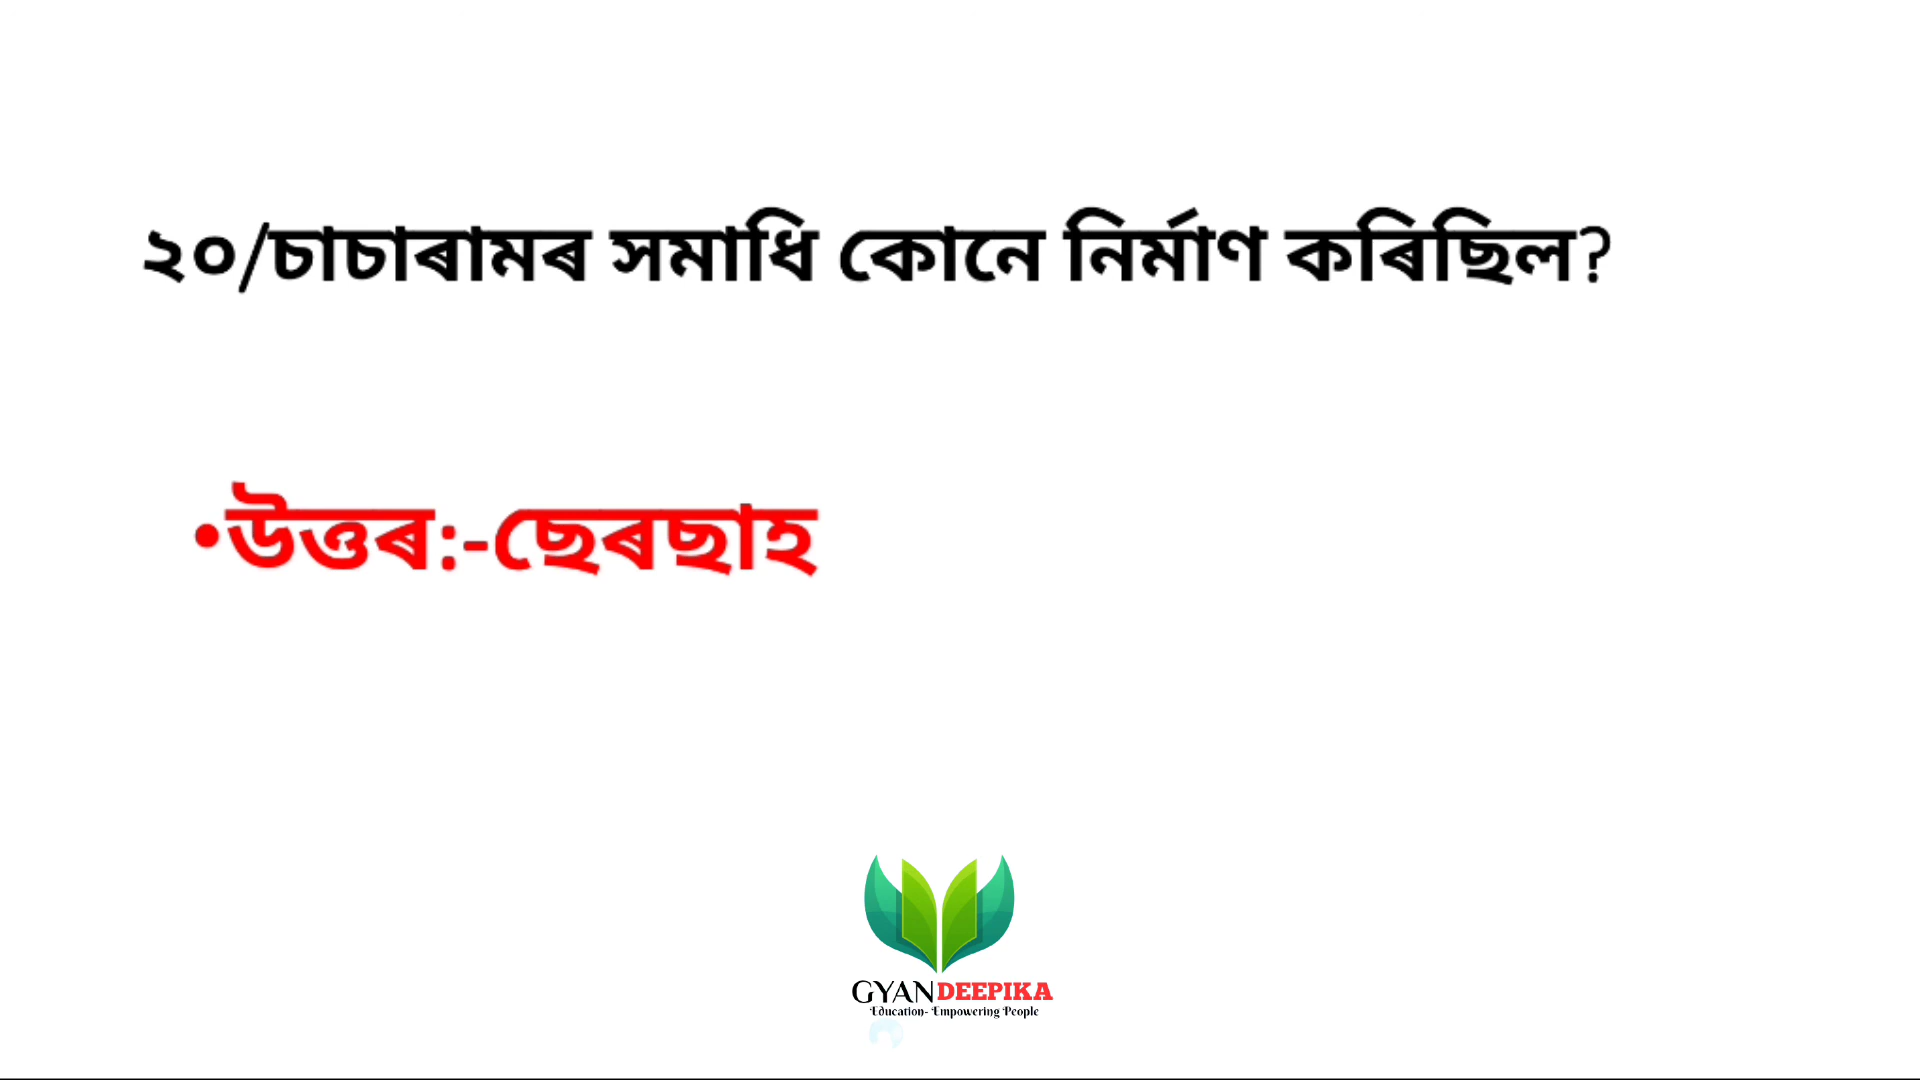 ২০/চাচাৰামৰ সমাধি কোনে নিৰ্মাণ কৰিছিল?
•উত্তৰ:-ছেৰছাহ
GYANDEEPIKA
Education- Empowering People